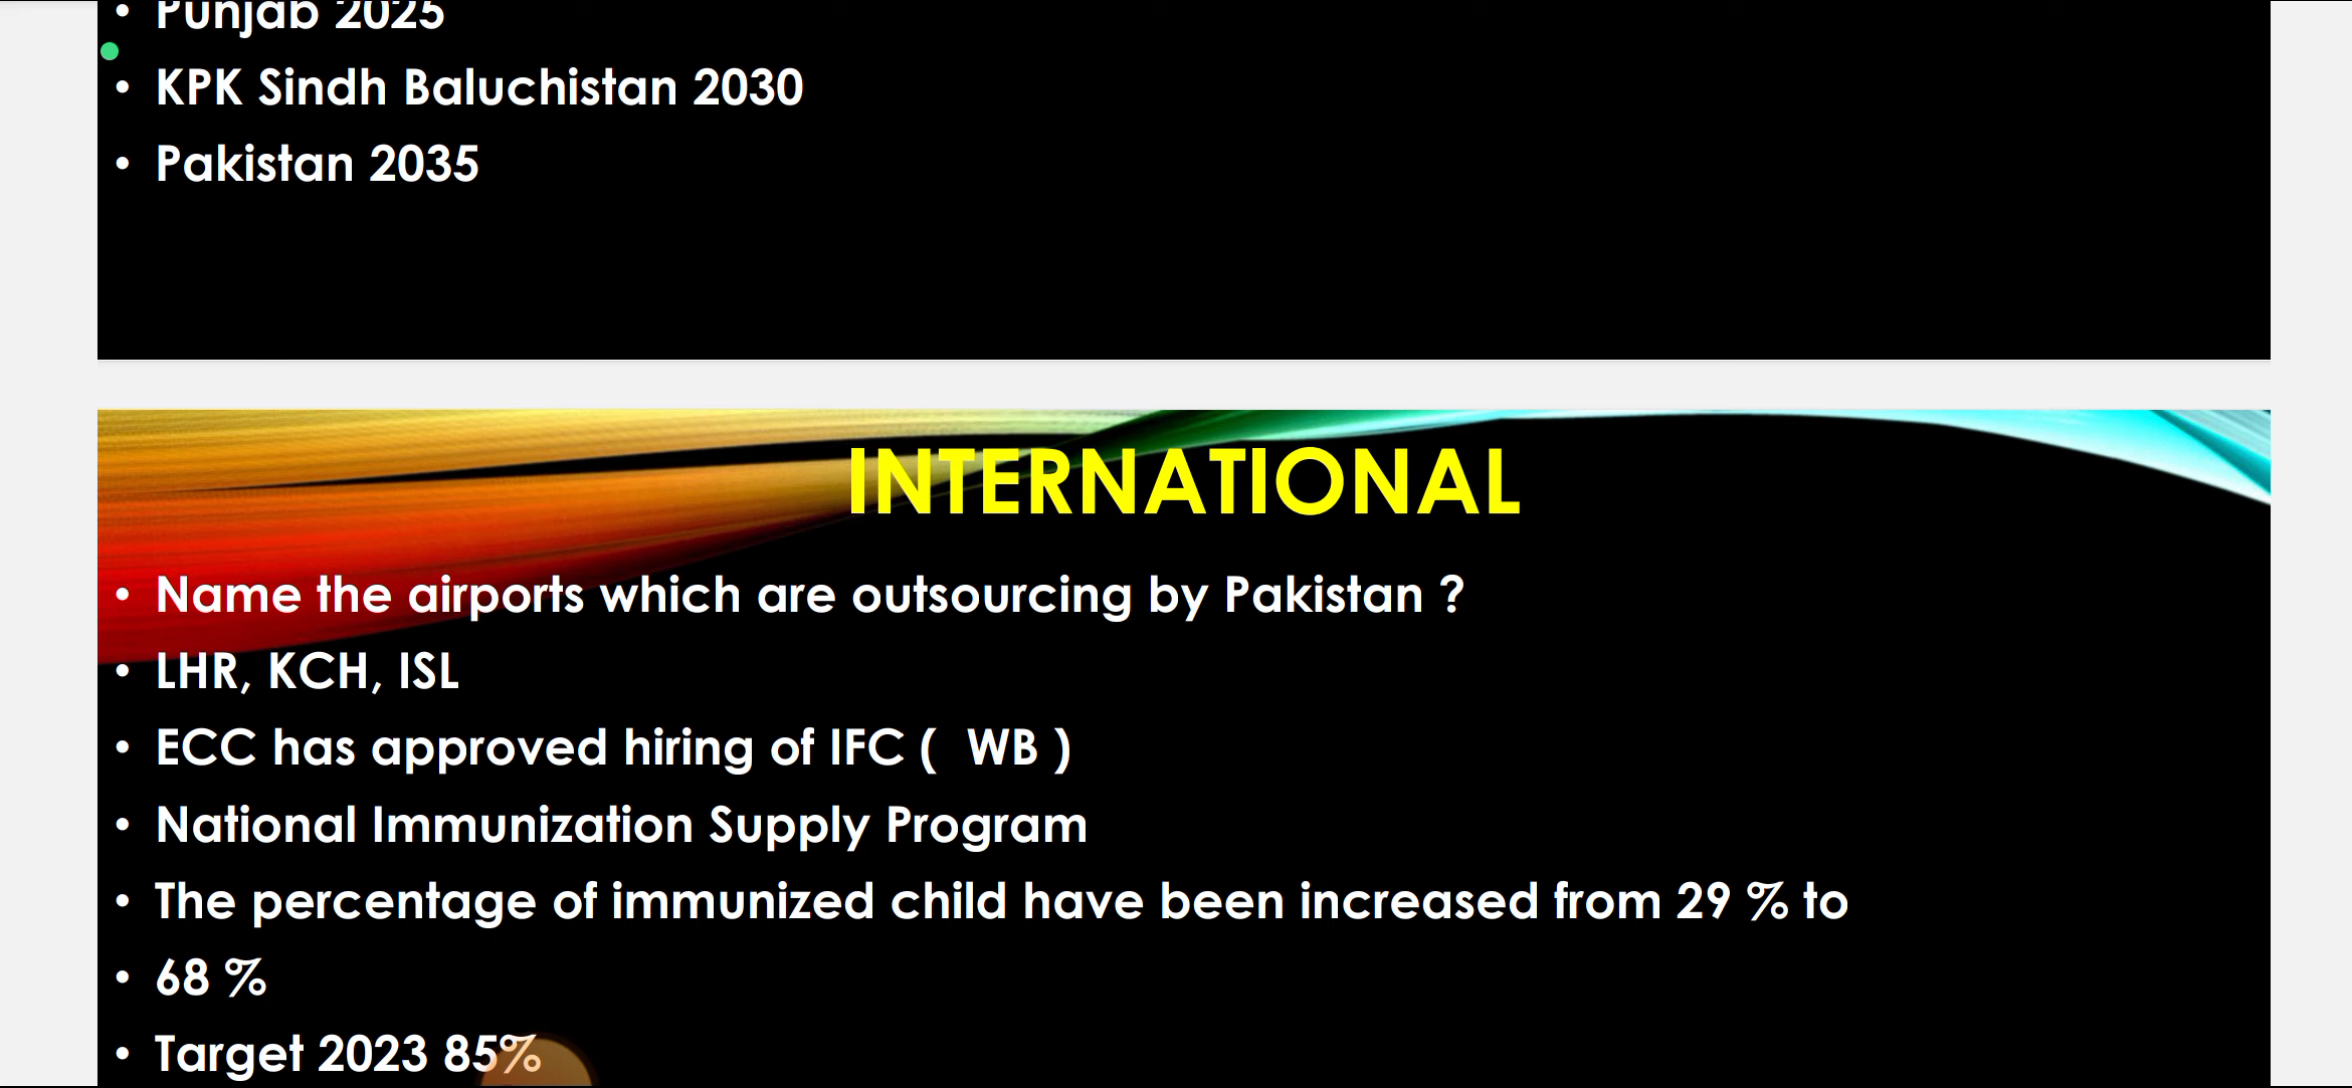 • Punjab 2025
• KPK Sindh Baluchistan 2030
• Pakistan 2035
INTERNATIONAL
• Name the airports which are outsourcing by Pakistan ?
• LHR, KCH, ISL
• ECC has approved hiring of IFC (  WB )
• National Immunization Supply Program
• The percentage of immunized child have been increased from 29 % to
• 68 %
• Target 2023 85%